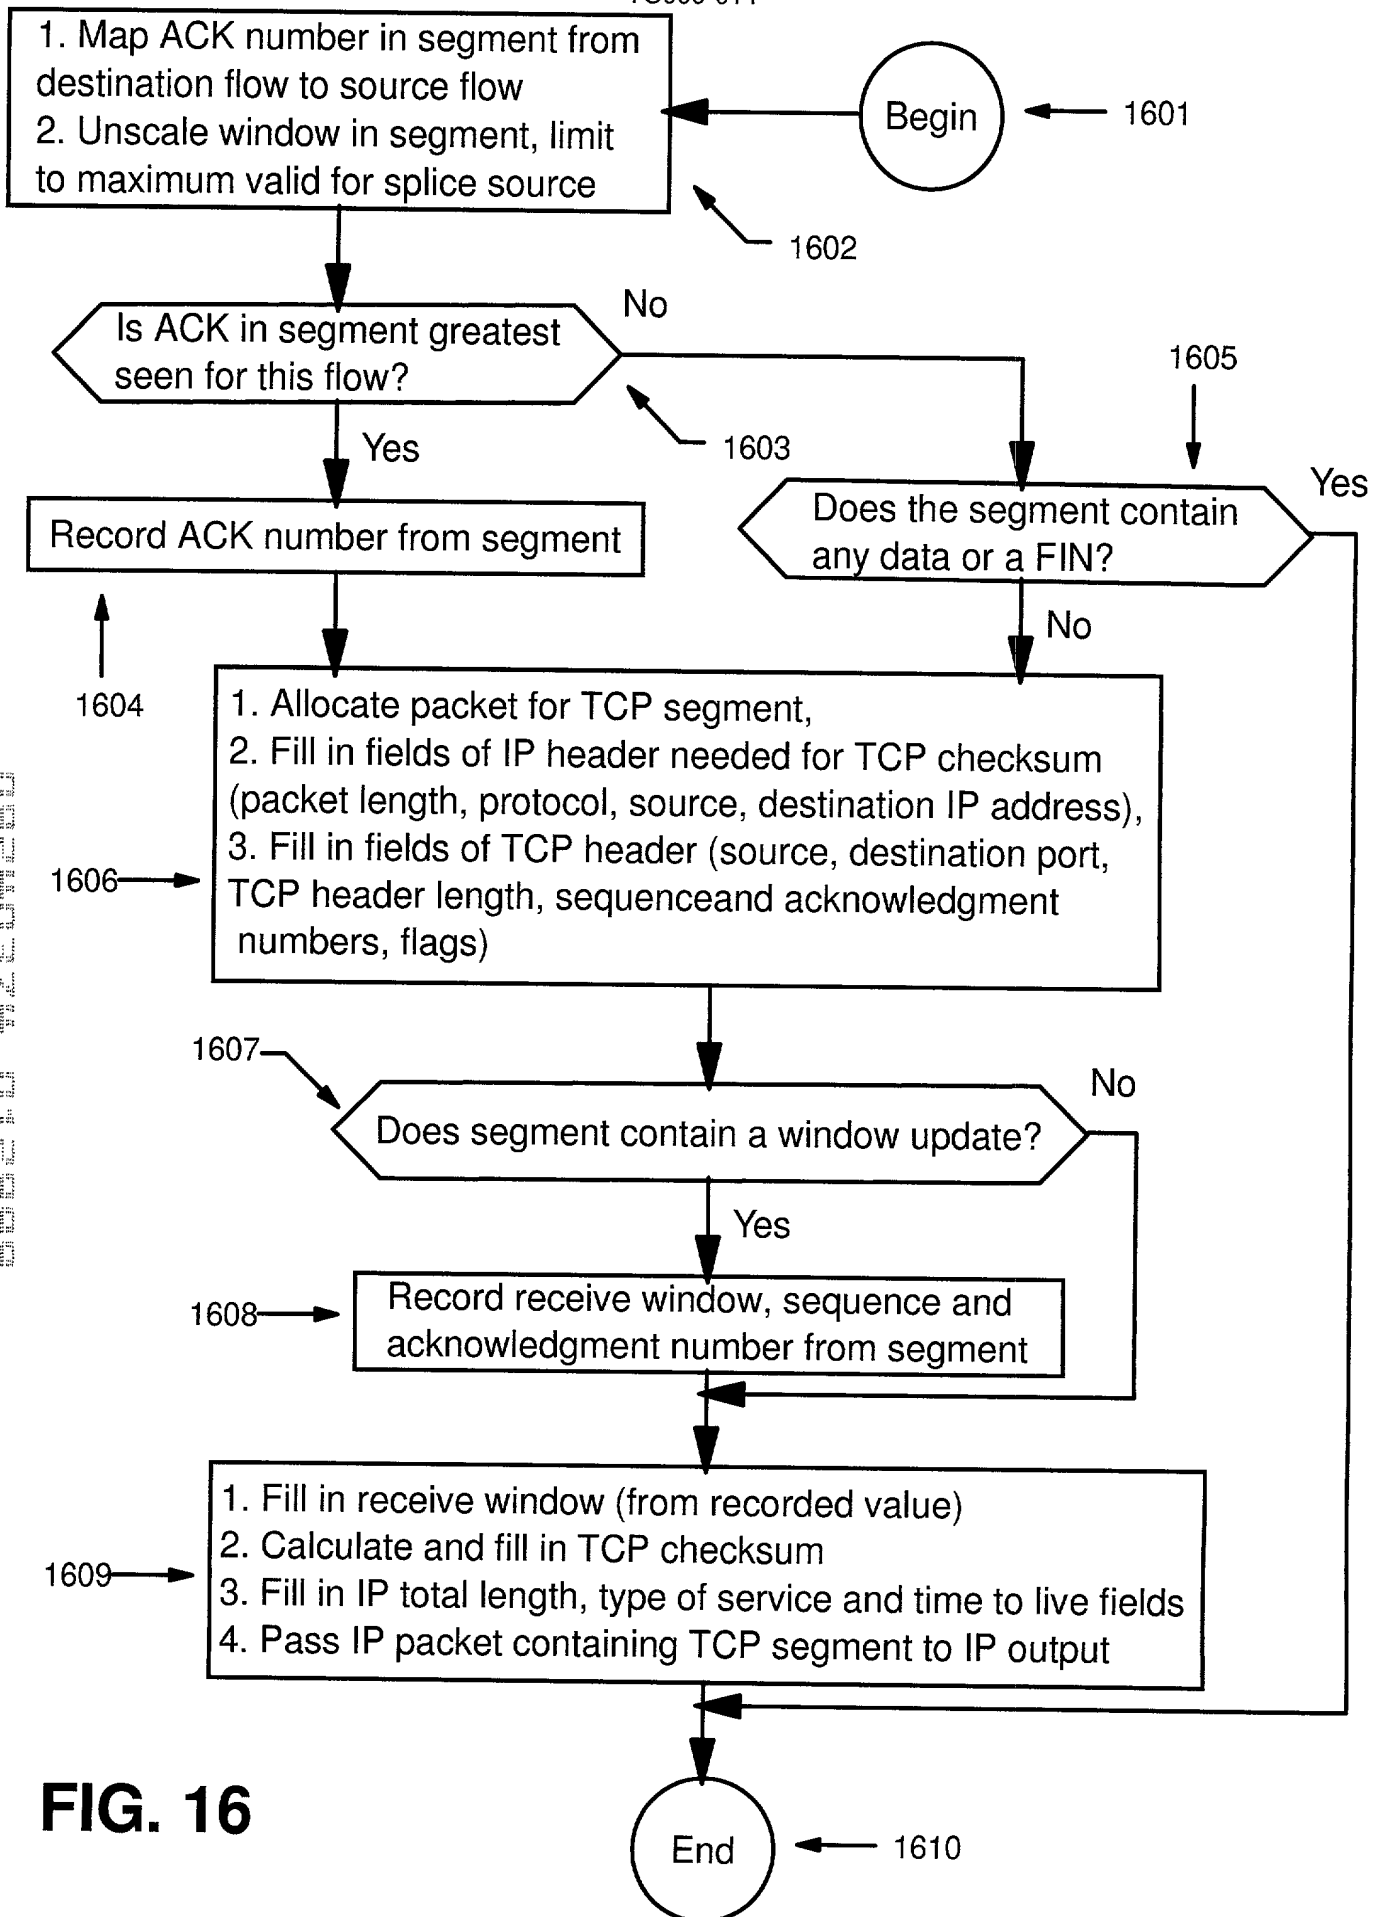 1. Map ACK number in segment from
destination flow to source flow
2. Unscale window in segment, limit
to maximum valid for splice source
Begin
1601
1602
Is ACK in segment greatest
seen for this flow?
No
1603
Yes
1605
Does the segment contain
any data or a FIN?
Yes
No
Record ACK number from segment
1604
1. Allocate packet for TCP segment,
2. Fill in fields of IP header needed for TCP checksum
(packet length, protocol, source, destination IP address),
3. Fill in fields of TCP header (source, destination port,
TCP header length, sequenceand acknowledgment
numbers, flags)
1606
1607
Does segment contain a window update?
No
Yes
1608
Record receive window, sequence and
acknowledgment number from segment
1609
1. Fill in receive window (from recorded value)
2. Calculate and fill in TCP checksum
3. Fill in IP total length, type of service and time to live fields
4. Pass IP packet containing TCP segment to IP output
FIG. 16
End
1610